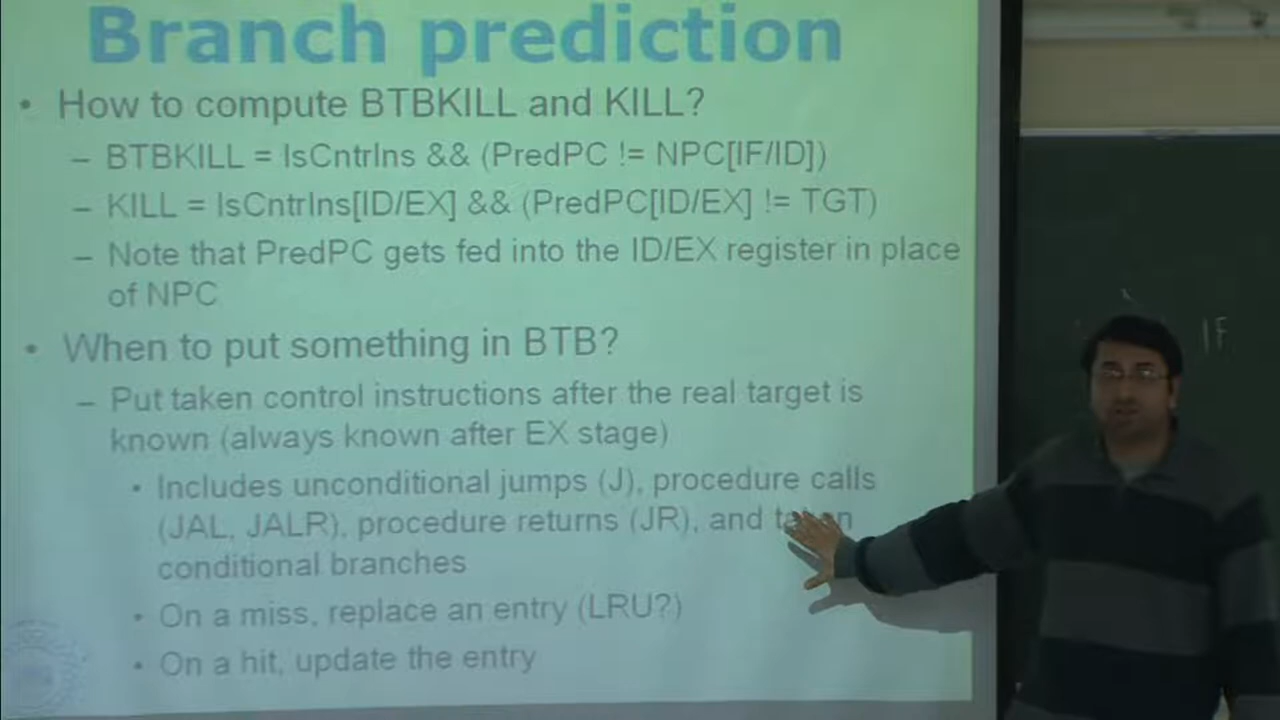 Branch prediction
• How to compute BTBKILL and KILL?
– BTBKILL = IsCntrIns && (PredPC != NPC[IF/ID])
– KILL = IsCntrIns[ID/EX] && (PredPC[ID/EX] != TGT)
– Note that PredPC gets fed into the ID/EX register in place
of NPC
• When to put something in BTB?
– Put taken control instructions after the real target is
known (always known after EX stage)
• Includes unconditional jumps (J), procedure calls
(JAL, JALR), procedure returns (JR), and taken
conditional branches
• On a miss, replace an entry (LRU?)
• On a hit, update the entry
IF